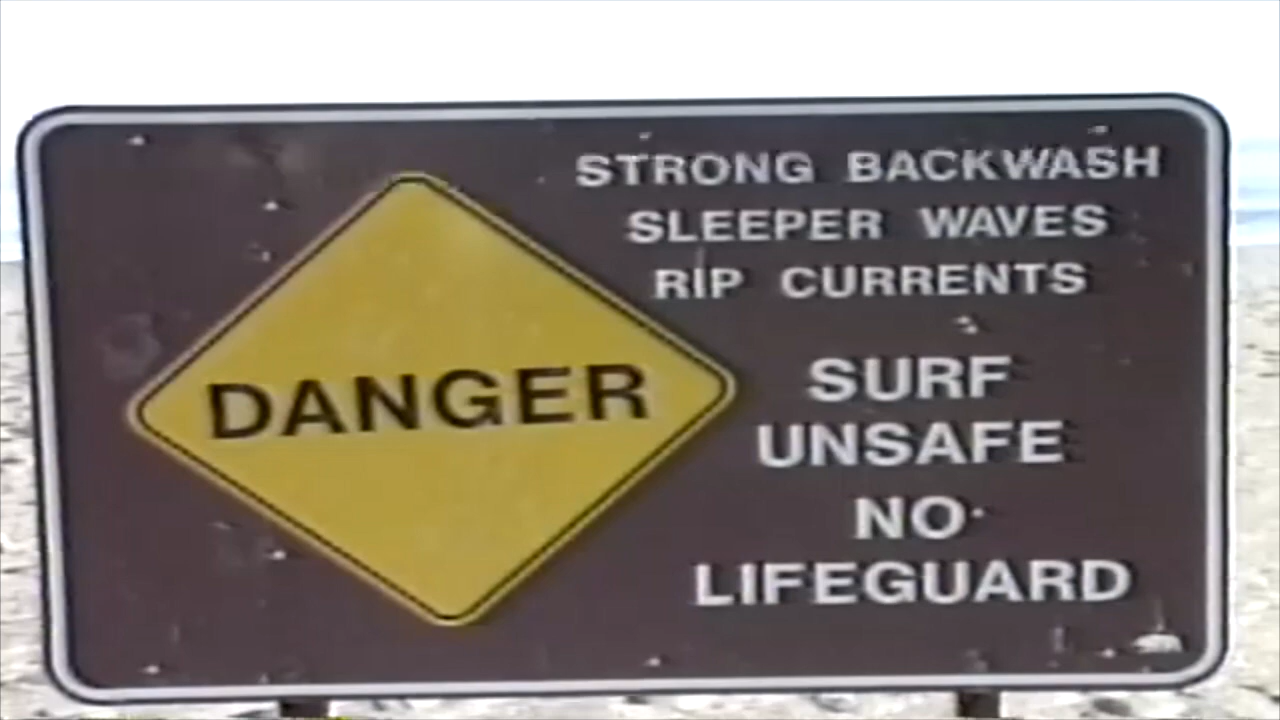 DANGER
STRONG BACKWASH
SLEEPER WAVES
RIP CURRENTS
SURF
UNSAFE
NO
LIFEGUARD